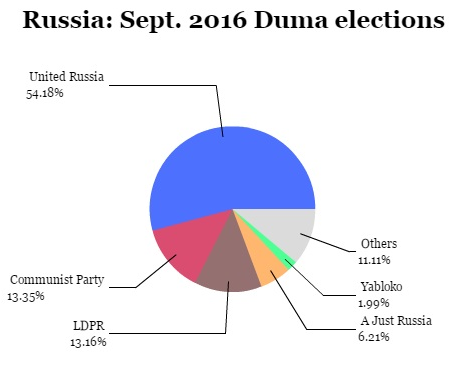 Russia: Sept. 2016 Duma elections
United Russia
54.18%
Communist Party
13.35%
LDPR
13.16%
A Just Russia
6.21%
Yabloko
1.99%
Others
11.11%